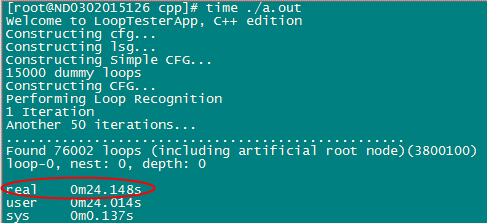 [root@ND0302015126 cpp]# time ./a.out
Welcome to LoopTesterApp, C++ edition
Constructing cfg...
Constructing lsg...
Constructing Simple CFG...
15000 dummy loops
Constructing CFG...
Performing Loop Recognition
1 Iteration
Another 50 iterations...
..................................................
Found 76002 loops (including artificial root node)(3800100)
loop-0, nest: 0, depth: 0
real 0m24.148s
user 0m24.014s
sys 0m0.137s